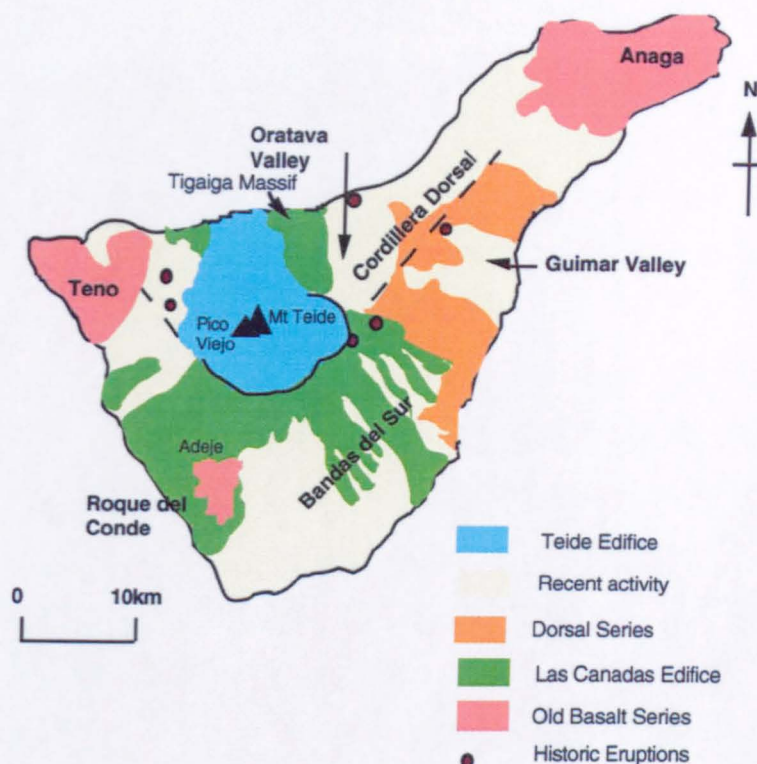 Anaga
N
Oratava
Valley
Tigaiga Massif
Cordillera Dorsal
Guimar Valley
Teno
Mt Teide
Pico
Viejo
Bandas del Sur
Adeje
Roque del
Conde
0 10km
Teide Edifice
Recent activity
Dorsal Series
Las Canadas Edifice
Old Basalt Series
Historic Eruptions